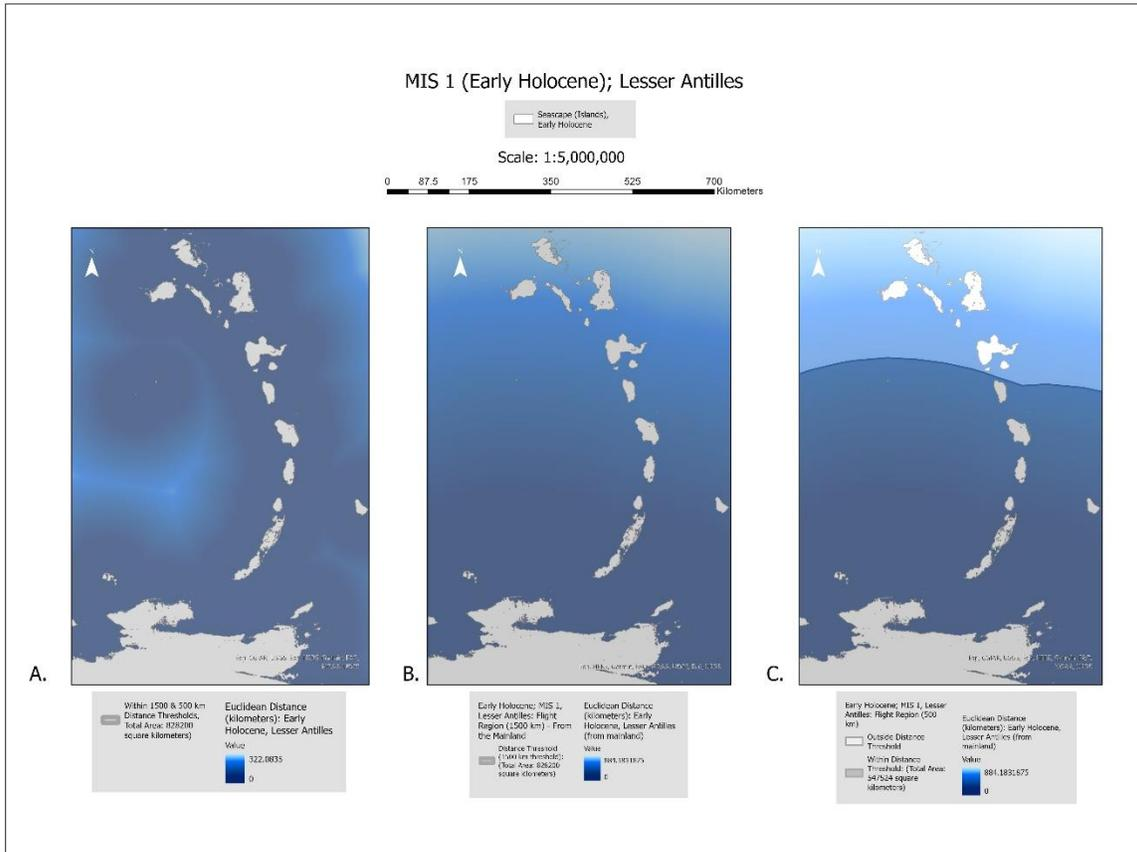 MIS 1 (Early Holocene); Lesser Antilles
Seascape (Islands),
Early Holocene
Scale: 1:5,000,000
0 87.5 175 350 525 700
Kilometers
N
N
N
A.
B.
C.
Within 1500 & 500 km
Distance Thresholds,
Total Area: 828200
square kilometers
Euclidean Distance
(kilometers): Early
Holocene, Lesser Antilles
Value
322.0835
0
Early Holocene; MIS 1,
Lesser Antilles: Flight
Region (1500 km) - From
the Mainland
Distance Threshold
(1500 km threshold):
(Total Area: 828200
square kilometers)
Euclidean Distance
(kilometers): Early
Holocene, Lesser Antilles
(from mainland)
Value
884.1831675
0
Early Holocene; MIS 1, Lesser
Antilles: Flight Region (500
km)
Outside Distance
Threshold
Within Distance
Threshold: (Total Area:
547524 square
kilometers)
Euclidean Distance
(kilometers): Early Holocene,
Lesser Antilles (from
mainland)
Value
884.1831675
0